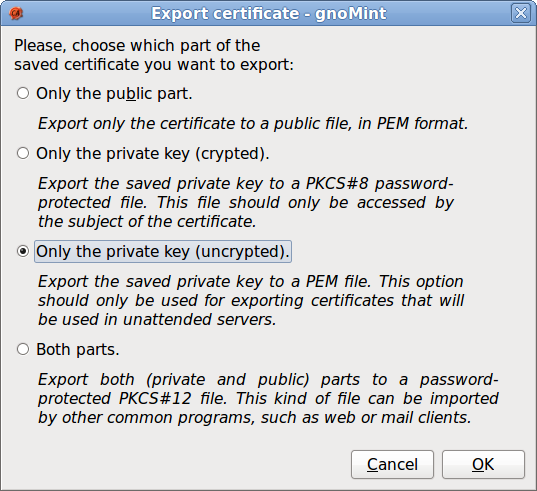 Export certificate - gnoMint
Please, choose which part of the
saved certificate you want to export:
Only the public part.
Export only the certificate to a public file, in PEM format.
Only the private key (crypted).
Export the saved private key to a PKCS#8 password-
protected file. This file should only be accessed by
the subject of the certificate.
Only the private key (uncrypted).
Export the saved private key to a PEM file. This option
should only be used for exporting certificates that will
be used in unattended servers.
Both parts.
Export both (private and public) parts to a password-
protected PKCS#12 file. This kind of file can be imported
by other common programs, such as web or mail clients.
Cancel OK